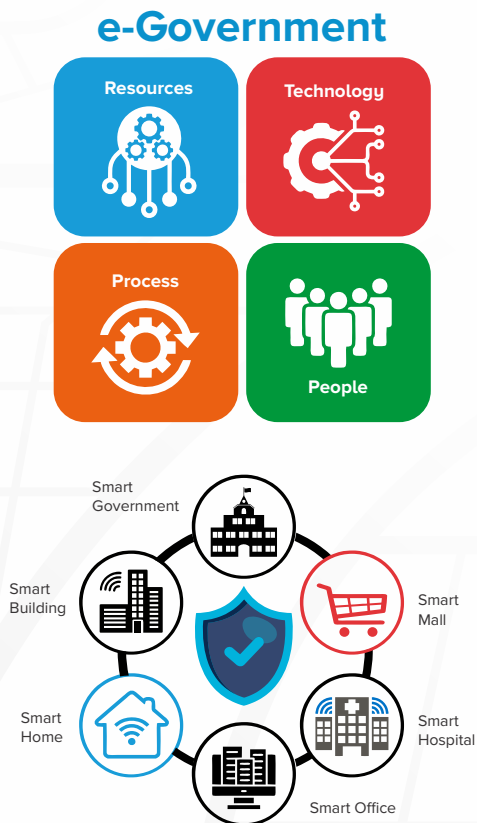 e-Government
Resources
Technology
Process
People
Smart
Government
Smart
Building
Smart
Mall
Smart
Home
Smart
Hospital
Smart Office